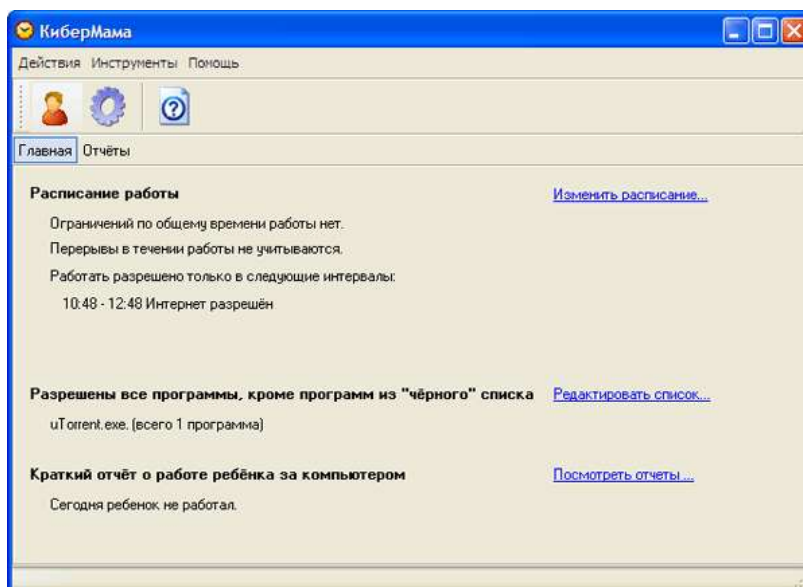 КиберМама
Действия Инструменты Помощь
Главная Отчёты
Расписание работы Изменить расписание...
Ограничений по общему времени работы нет.
Перерывы в течении работы не учитываются.
Работать разрешено только в следующие интервалы:
10:48 - 12:48 Интернет разрешён
Разрешены все программы, кроме программ из "чёрного" списка Редактировать список...
uTorrent.exe. (всего 1 программа)
Краткий отчёт о работе ребёнка за компьютером Посмотреть отчеты ...
Сегодня ребенок не работал.